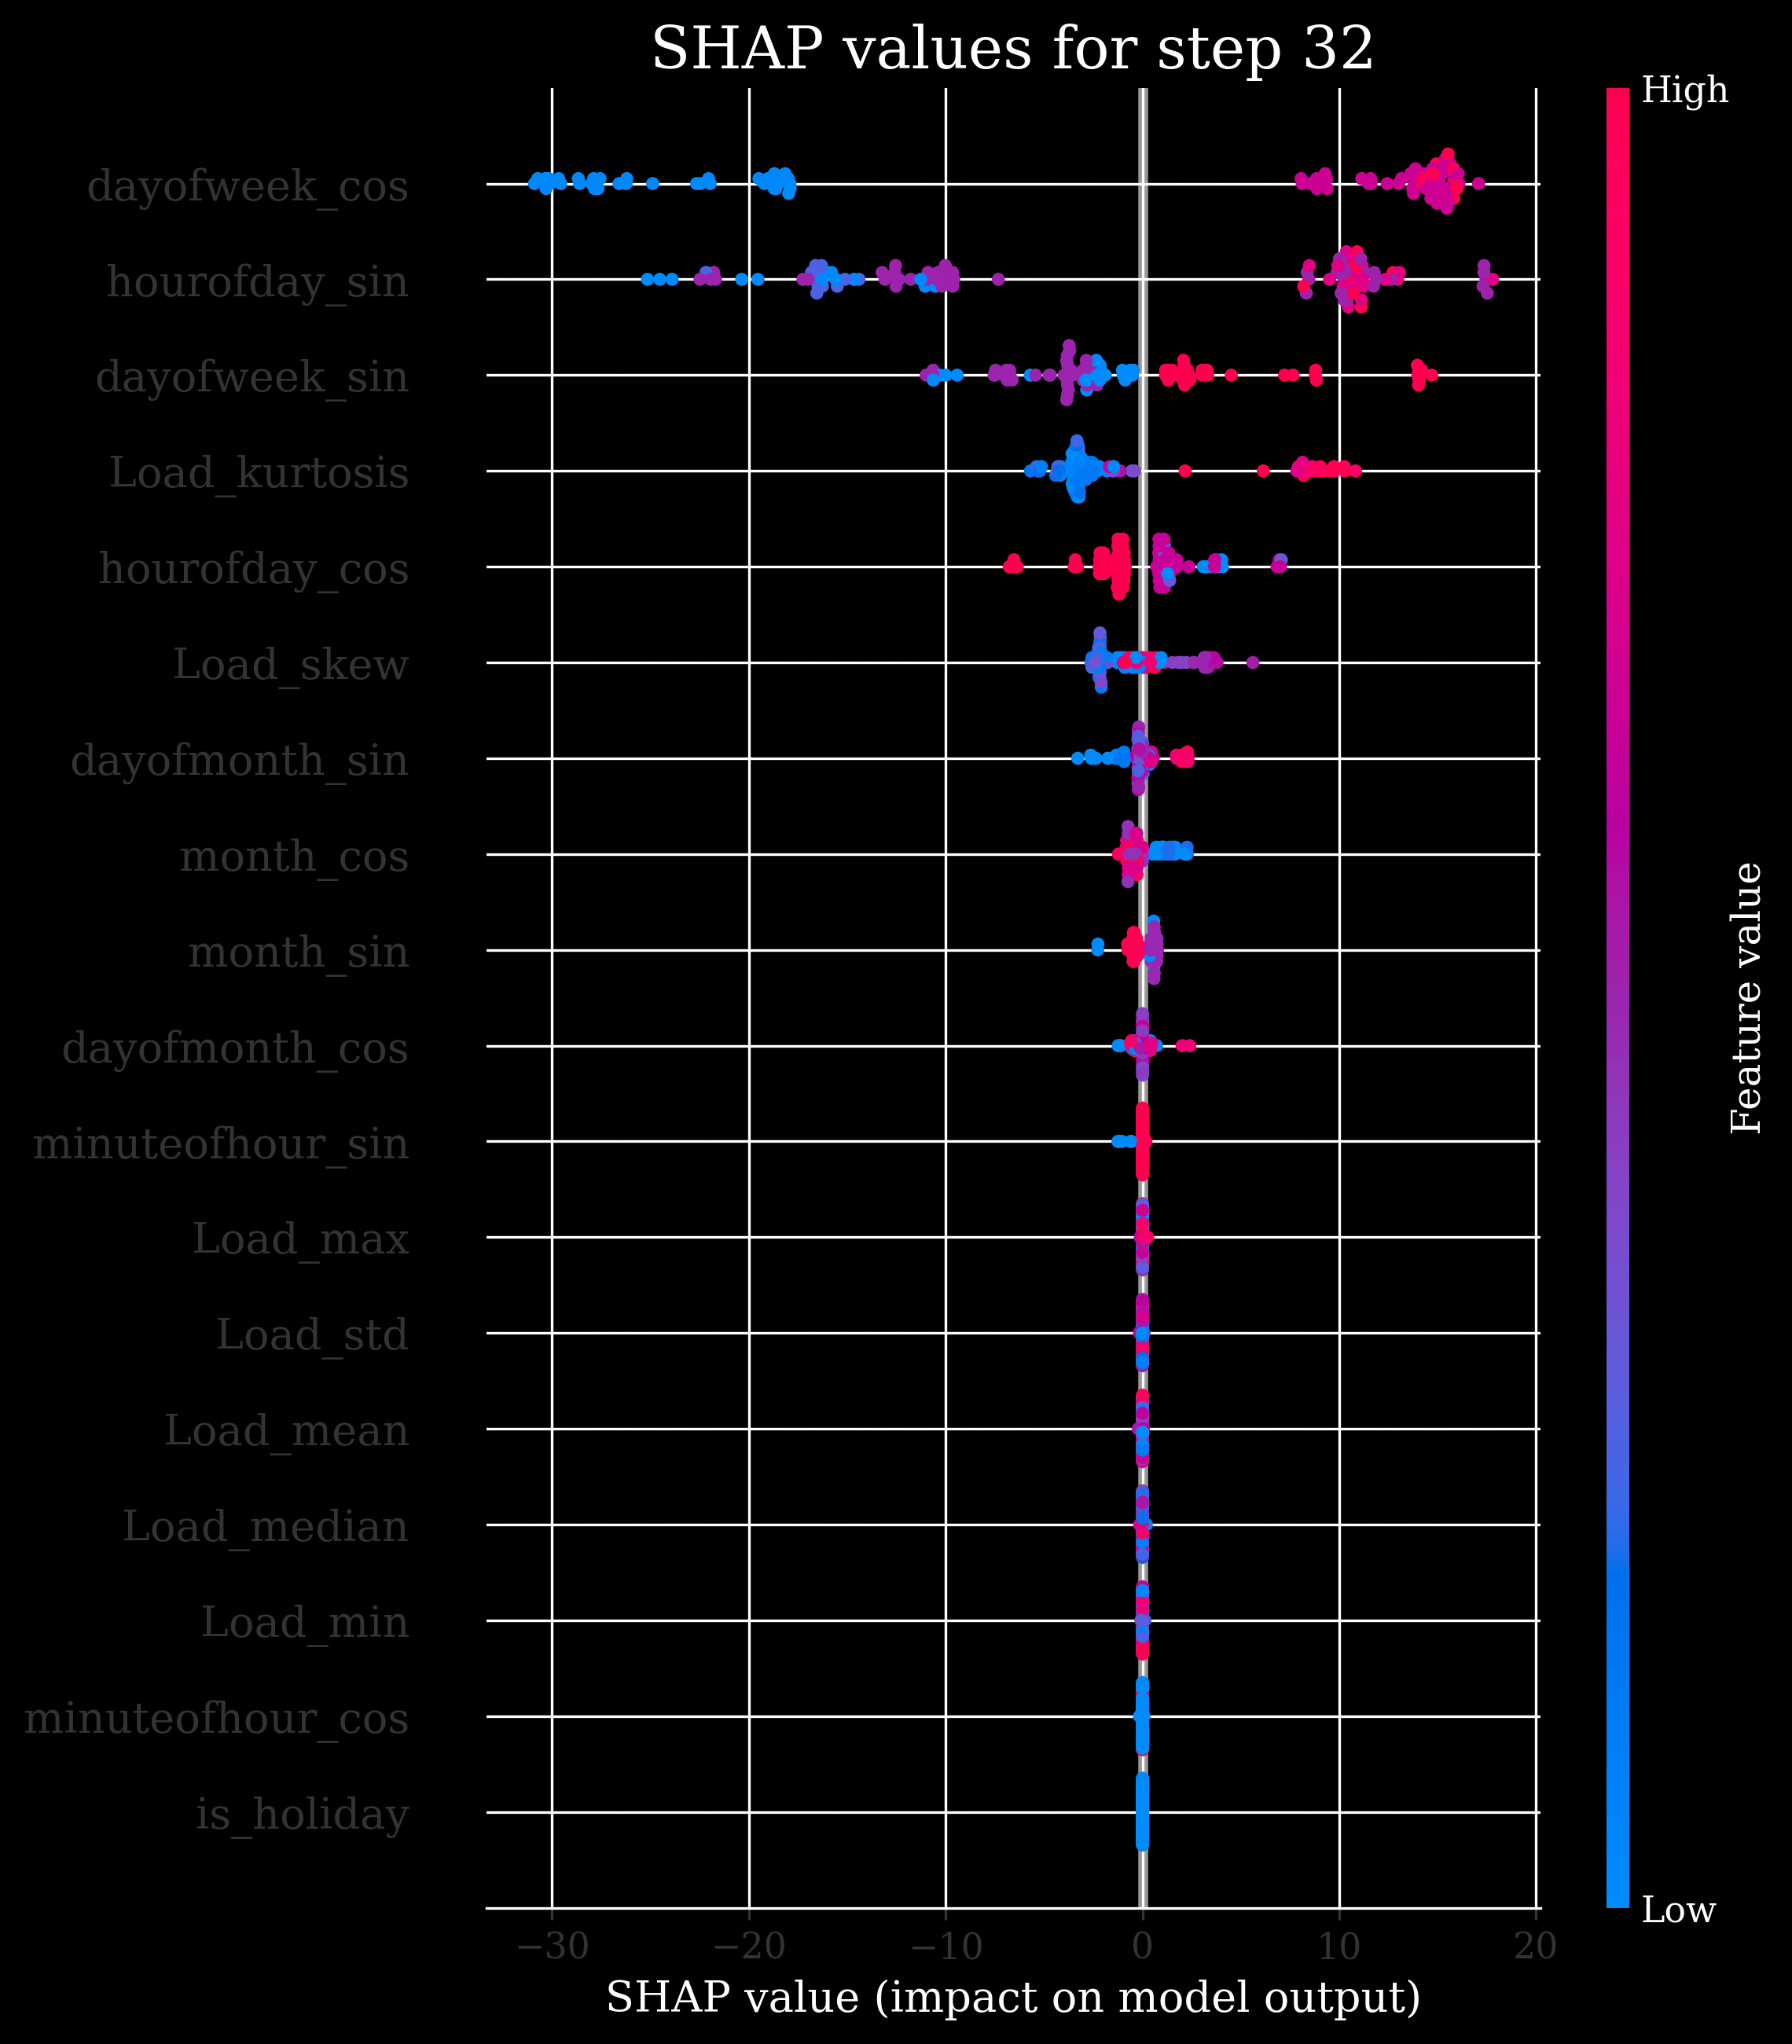 SHAP values for step 32
High
dayofweek_cos
hourofday_sin
dayofweek_sin
Load_kurtosis
hourofday_cos
Load_skew
dayofmonth_sin
month_cos
month_sin
dayofmonth_cos
minuteofhour_sin
Load_max
Load_std
Load_mean
Load_median
Load_min
minuteofhour_cos
is_holiday
Feature value
Low
−30 −20 −10 0 10 20
SHAP value (impact on model output)